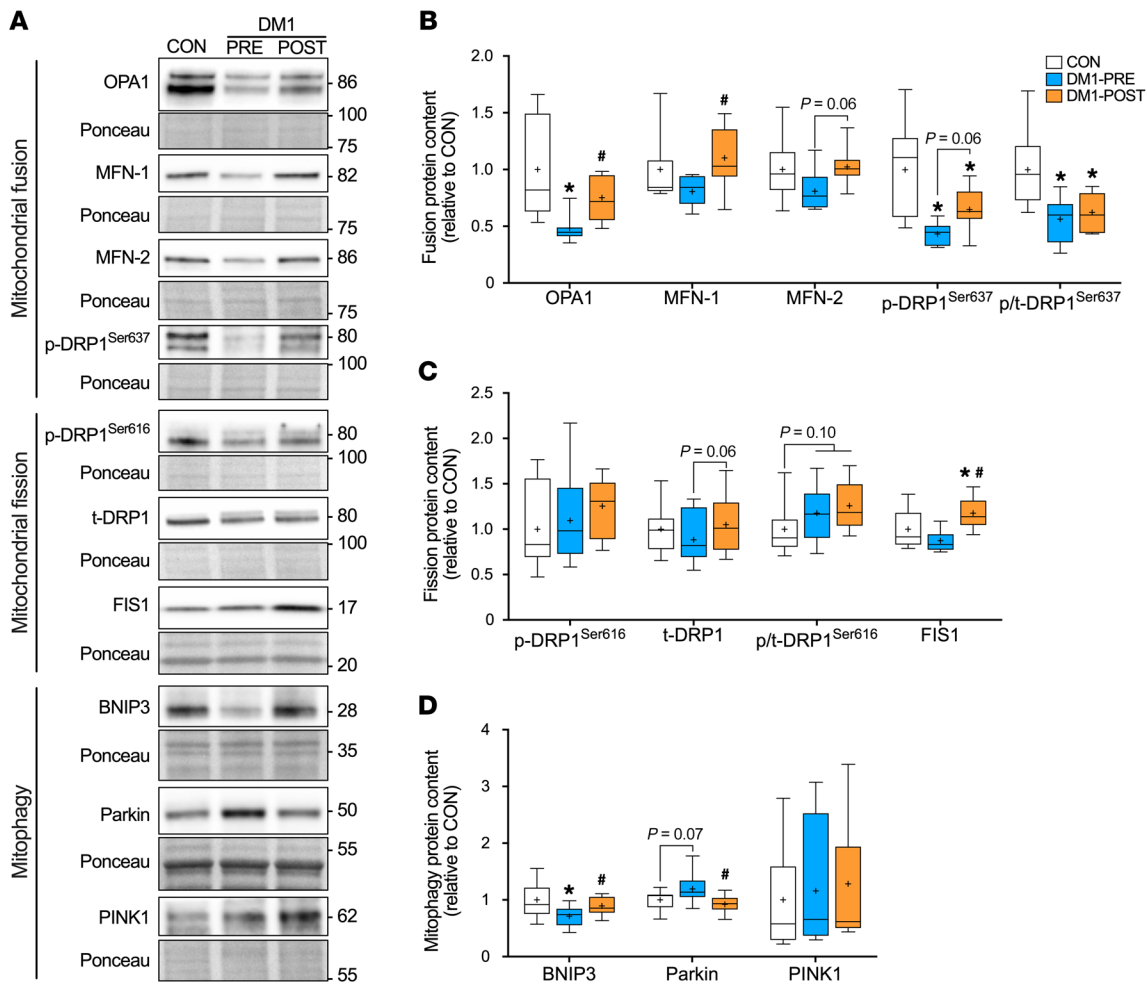 A
DM1
CON PRE POST
Mitochondrial fusion
OPA1
86
Ponceau
100
75
MFN-1
82
Ponceau
75
MFN-2
86
Ponceau
75
p-DRP1Ser637
80
Ponceau
100
Mitochondrial fission
p-DRP1Ser616
80
Ponceau
100
t-DRP1
80
Ponceau
100
FIS1
17
Ponceau
20
Mitophagy
BNIP3
28
Ponceau
35
Parkin
50
Ponceau
55
PINK1
62
Ponceau
55
B
Fusion protein content
(relative to CON)
2.0
1.5
1.0
0.5
0
CON
DM1-PRE
DM1-POST
*
#
#
P = 0.06
P = 0.06
*
*
*
*
OPA1 MFN-1 MFN-2 p-DRP1Ser637 p/t-DRP1Ser637
C
Fission protein content
(relative to CON)
2.5
2.0
1.5
1.0
0.5
0
P = 0.06
P = 0.10
* #
p-DRP1Ser616 t-DRP1 p/t-DRP1Ser616 FIS1
D
Mitophagy protein content
(relative to CON)
4
3
2
1
0
*
#
P = 0.07
#
BNIP3 Parkin PINK1